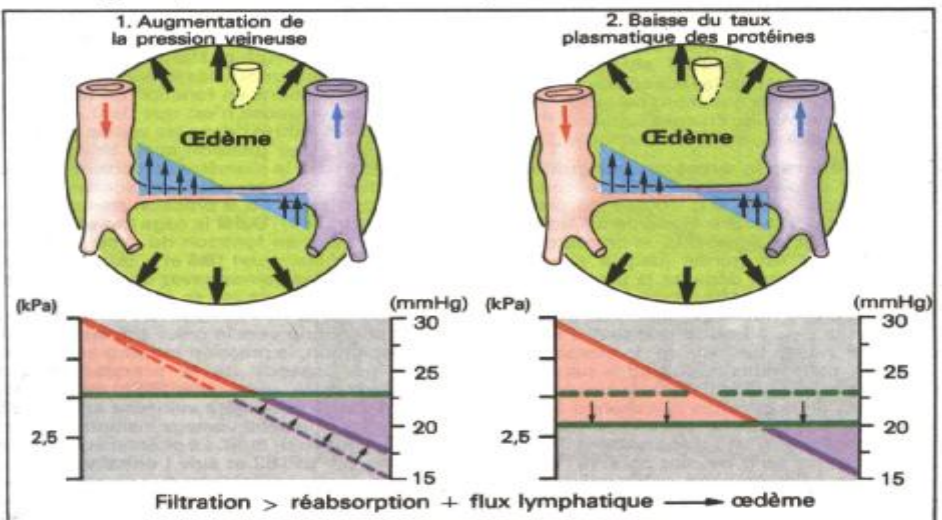 1. Augmentation de
la pression veineuse
2. Baisse du taux
plasmatique des protéines
Œdème
Œdème
(kPa)
(mmHg)
(kPa)
(mmHg)
30
25
20
15
2,5
30
25
20
15
2,5
Filtration > réabsorption + flux lymphatique → œdème